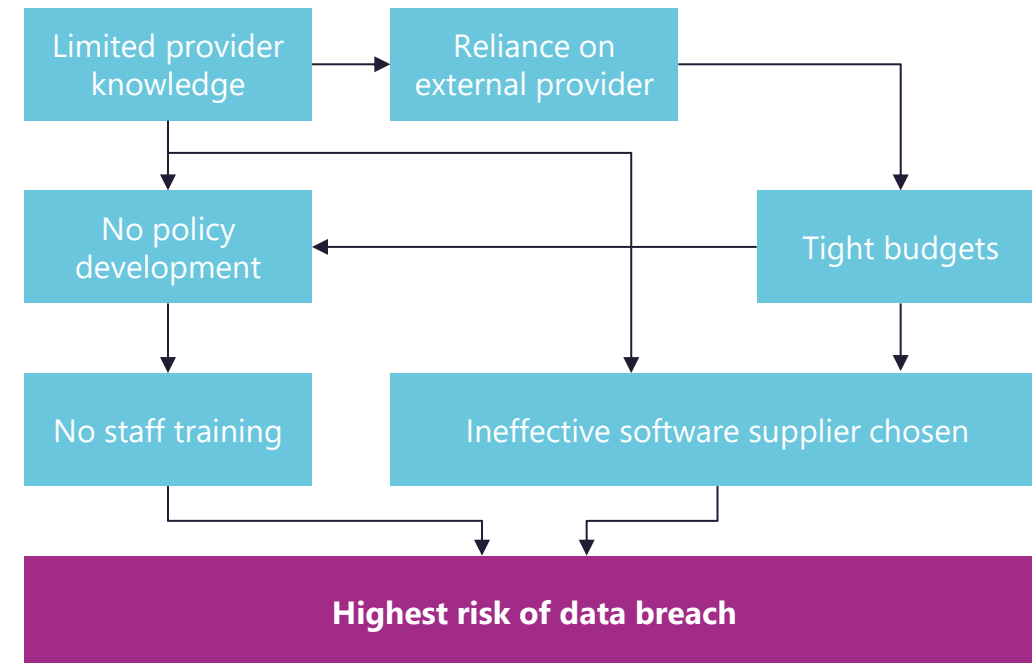 Limited provider
knowledge
Reliance on
external provider
No policy
development
Tight budgets
No staff training
Ineffective software supplier chosen
Highest risk of data breach